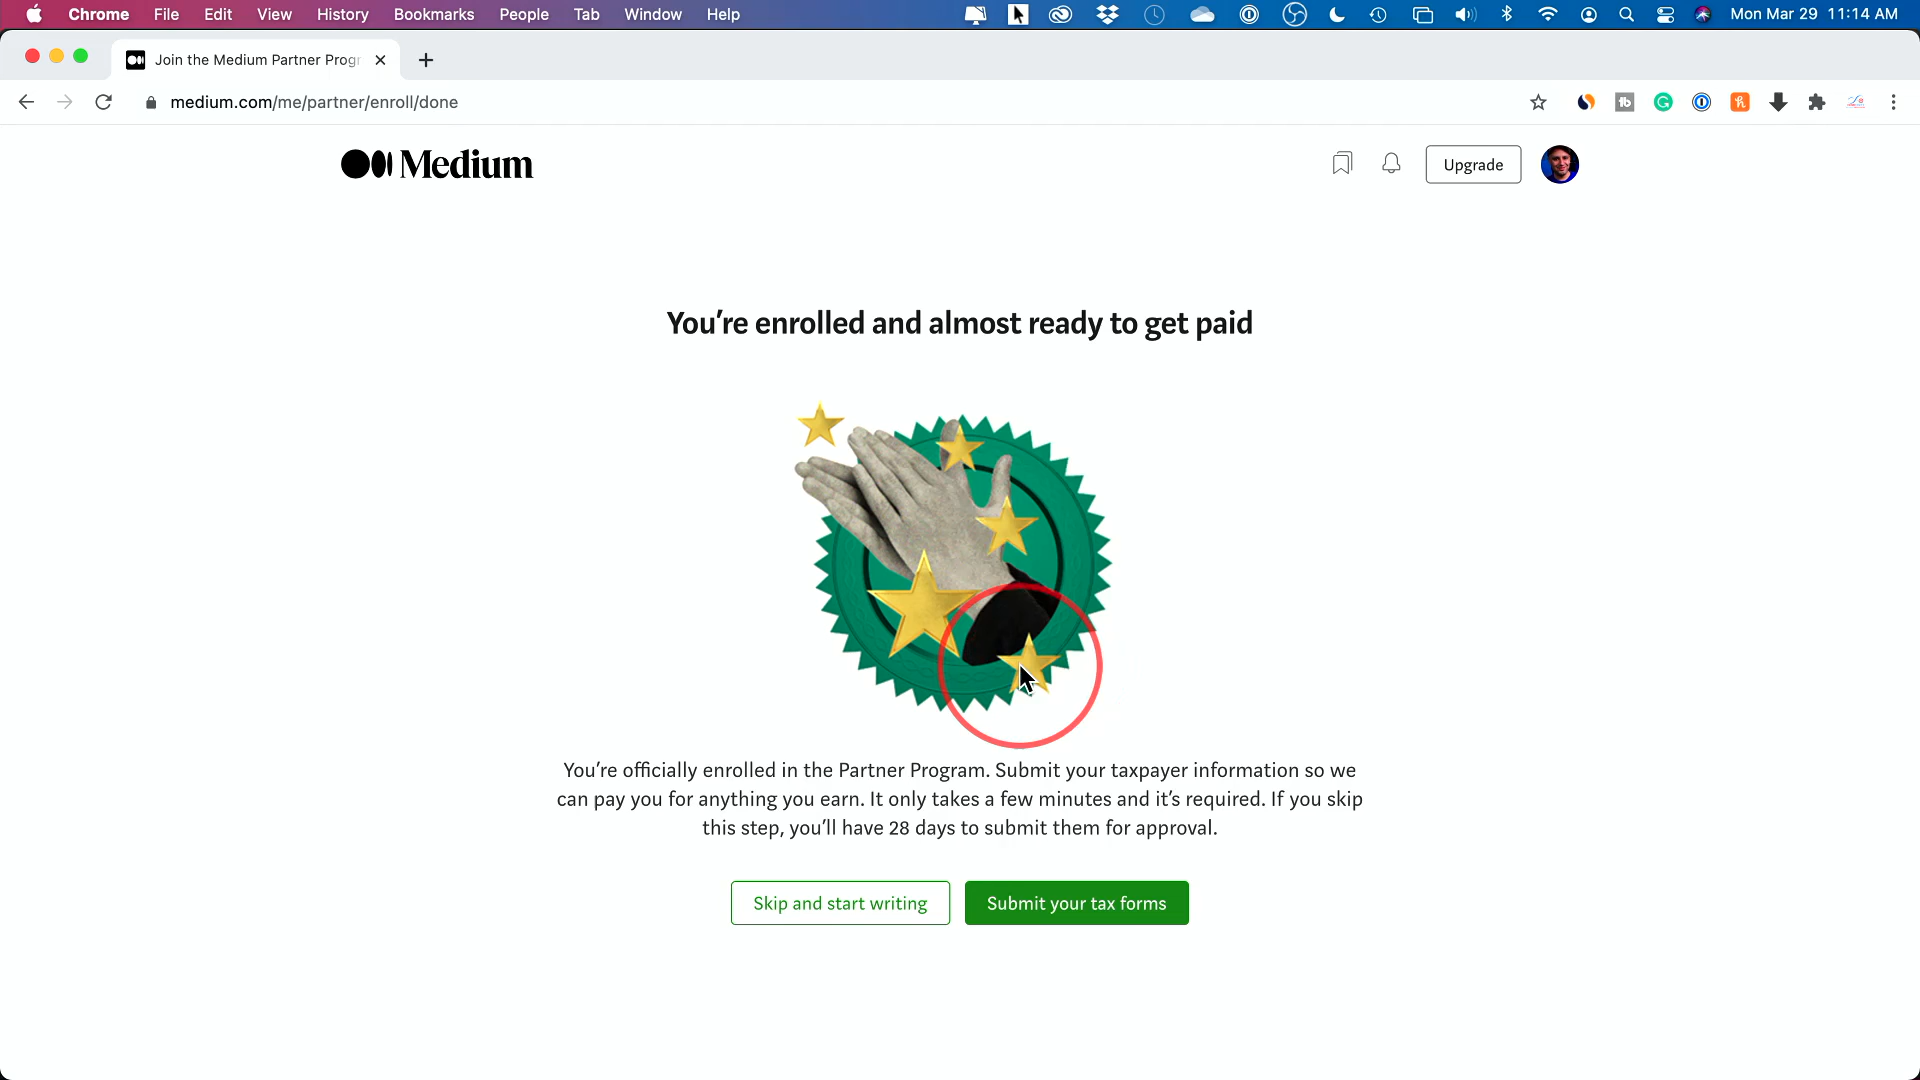 Chrome File Edit View History Bookmarks People Tab Window Help Mon Mar 29 11:14 AM
Join the Medium Partner Progr
medium.com/me/partner/enroll/done
Medium
Upgrade
You're enrolled and almost ready to get paid
You're officially enrolled in the Partner Program. Submit your taxpayer information so we
can pay you for anything you earn. It only takes a few minutes and it's required. If you skip
this step, you'll have 28 days to submit them for approval.
Skip and start writing Submit your tax forms